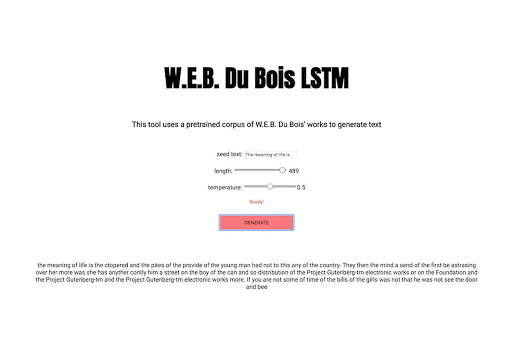 W.E.B. Du Bois LSTM
This tool uses a pretrained corpus of W.E.B. Du Bois' works to generate text
seed text: The meaning of life is
length: 489
temperature: 0.5
Ready!
GENERATE
the meaning of life is the ctopered and the pites of the provide of the young man had not to this any of the country. They then the mind a send of the first be astrasing
over her more was she has anyther contly him a street on the boy of the can and so distribution of the Project Gutenberg-tm electronic works or on the Foundation and
the Project Gutenberg-tm and the Project Gutenberg-tm electronic works more. If you are not some of time of the bills of the girls was not that he was not see the door
and bee